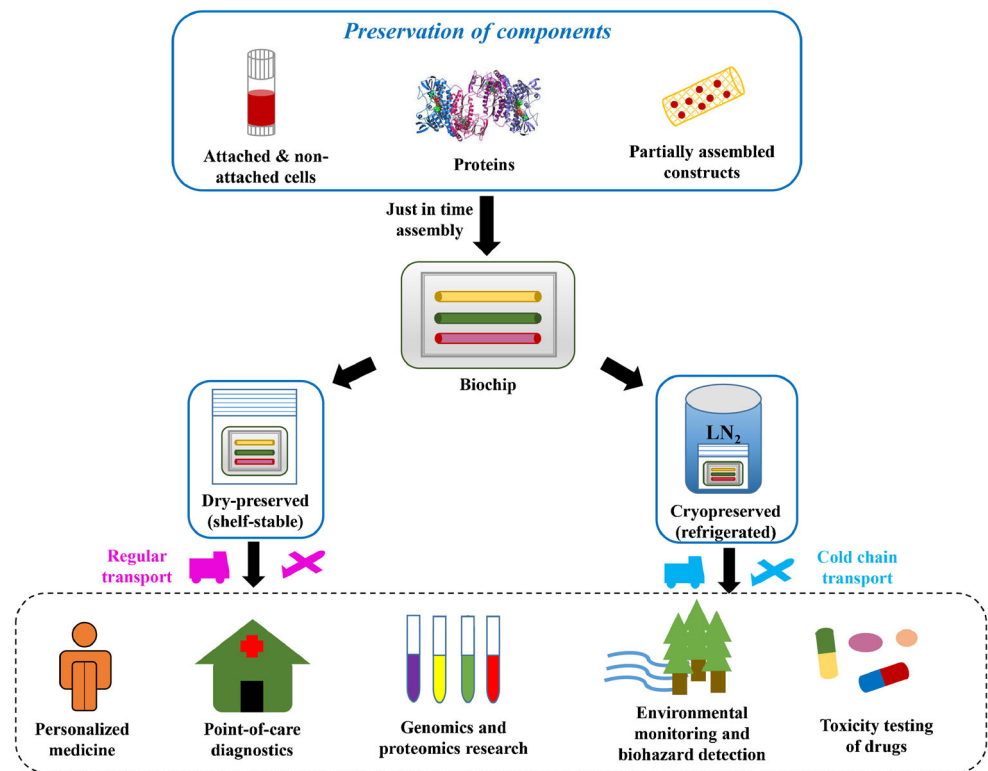 Preservation of components
Attached & non-
attached cells
Proteins
Partially assembled
constructs
Just in time
assembly
Biochip
Dry-preserved
(shelf-stable)
LN₂
Cryopreserved
(refrigerated)
Regular
transport
Cold chain
transport
Personalized
medicine
Point-of-care
diagnostics
Genomics and
proteomics research
Environmental
monitoring and
biohazard detection
Toxicity testing
of drugs